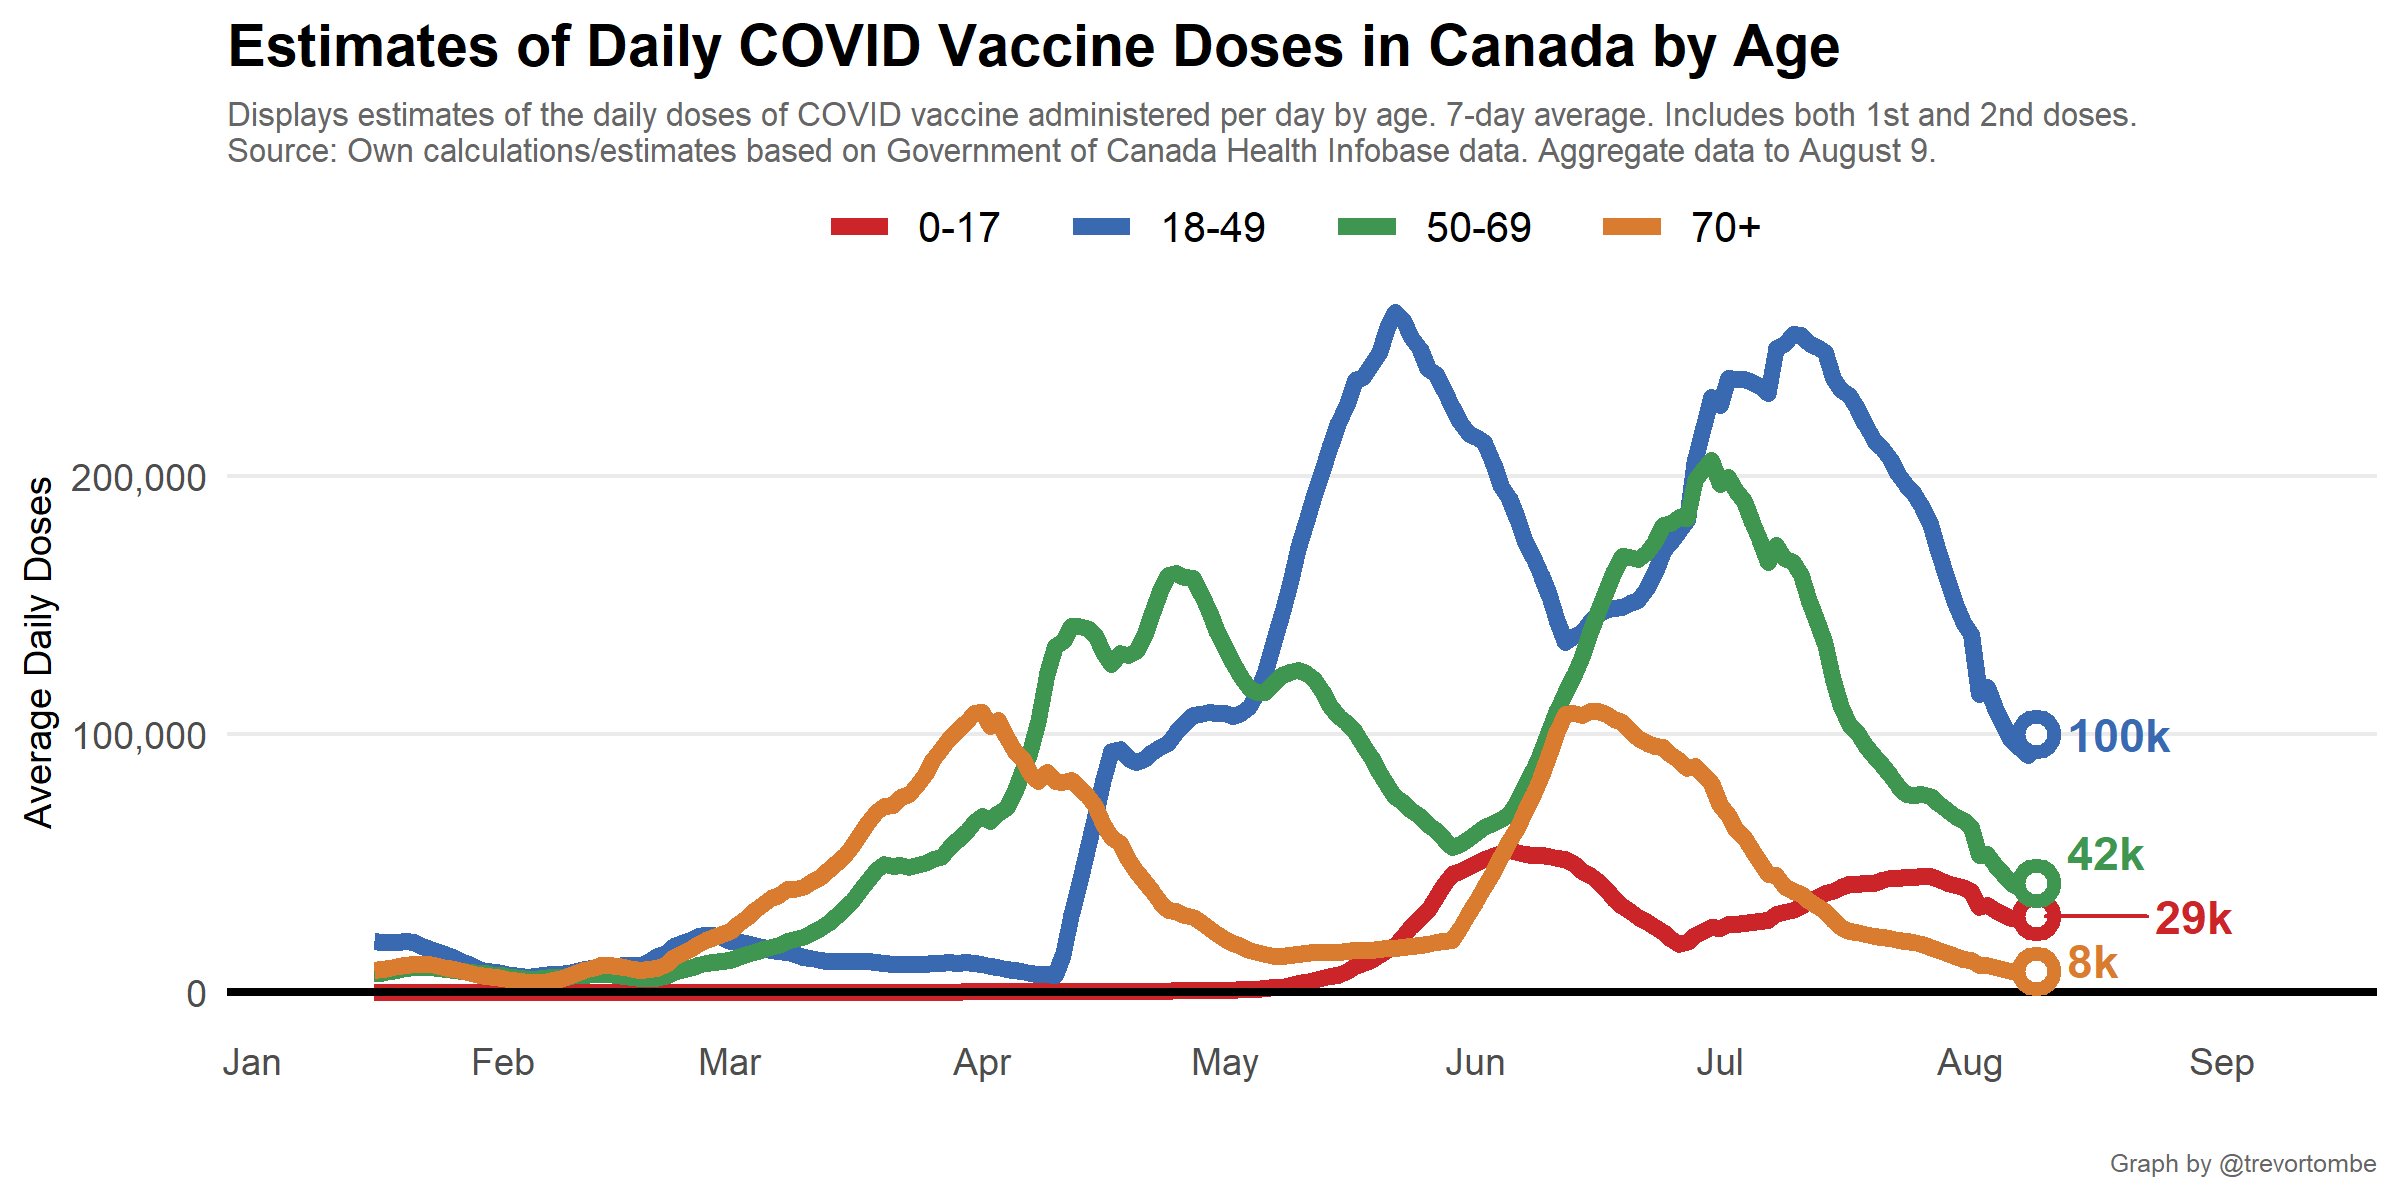 Estimates of Daily COVID Vaccine Doses in Canada by Age
Displays estimates of the daily doses of COVID vaccine administered per day by age. 7-day average. Includes both 1st and 2nd doses.
Source: Own calculations/estimates based on Government of Canada Health Infobase data. Aggregate data to August 9.
0-17 18-49 50-69 70+
Average Daily Doses
200,000
100,000
0
100k
42k
29k
8k
Jan Feb Mar Apr May Jun Jul Aug Sep
Graph by @trevortombe